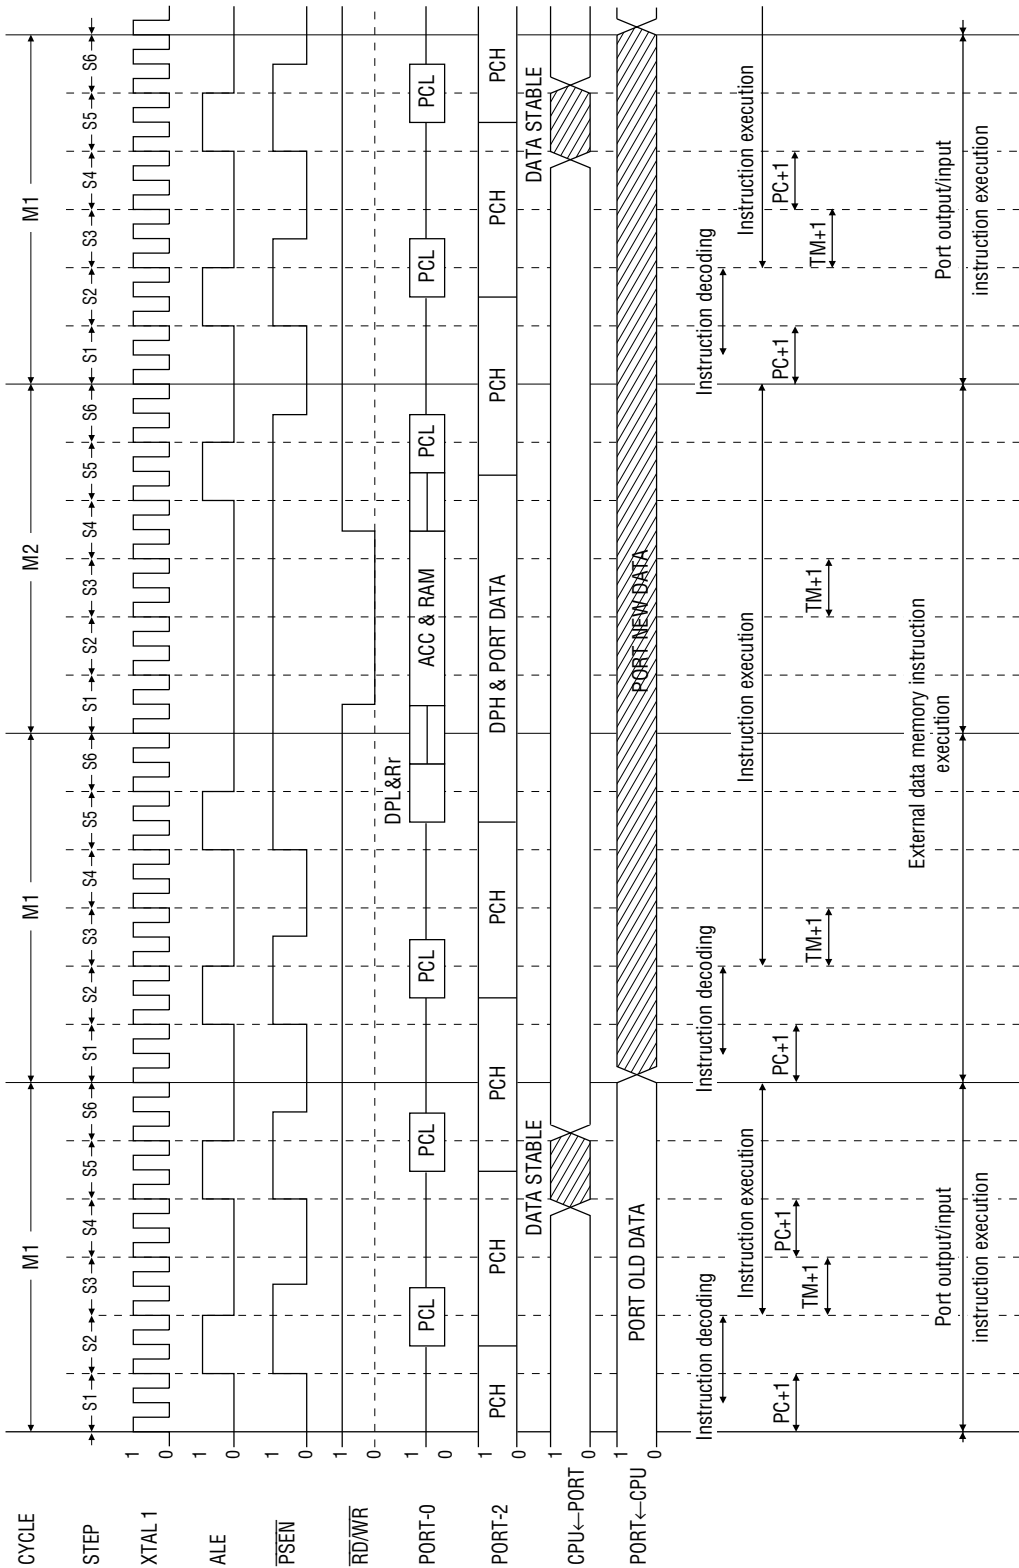 CYCLE M1 M1 M2 M1
STEP S1 S2 S3 S4 S5 S6 S1 S2 S3 S4 S5 S6 S1 S2 S3 S4 S5 S6 S1 S2 S3 S4 S5 S6
XTAL 1 1 0
ALE 1 0
PSEN 1 0
RD/WR 1 0
DPL&Rr
PORT-0 1 0 PCL PCL PCL ACC & RAM PCL PCL PCL
PORT-2 1 0 PCH PCH PCH PCH DPH & PORT DATA PCH PCH PCH
DATA STABLE DATA STABLE
CPU←PORT 1 0
PORT←CPU 1 0 PORT OLD DATA PORT NEW DATA
Instruction decoding Instruction decoding Instruction decoding
Instruction execution Instruction execution Instruction execution
PC+1 PC+1 PC+1 PC+1 PC+1
TM+1 TM+1 TM+1 TM+1
Port output/input External data memory instruction Port output/input
instruction execution execution instruction execution